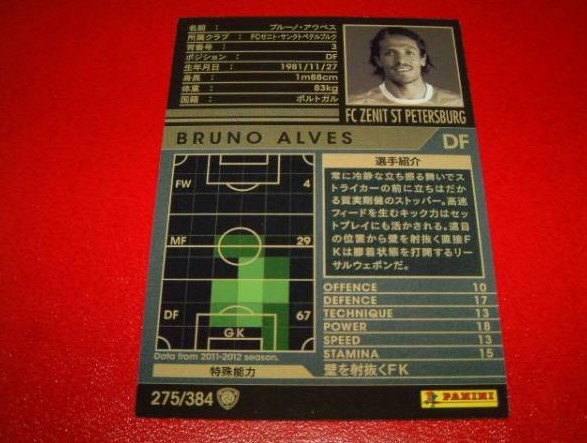 名前 : ブルーノ・アウベス
所属クラブ : FCゼニト・サンクトペテルブルク
背番号 : 3
ポジション : DF
生年月日 : 1981/11/27
身長 : 1m88cm
体重 : 83kg
国籍 : ポルトガル
FC ZENIT ST PETERSBURG
BRUNO ALVES DF
FW 4
MF 29
DF 67
GK
Data from 2011-2012 season.
選手紹介
常に冷静な立ち振る舞いでス
トライカーの前に立ちはだか
る質実剛健のストッパー。高速
フィードを生むキック力はセッ
トプレイにも活かされる。遠目
の位置から壁を射抜く直接F
Kは膠着状態を打開するリー
サルウェポンだ。
OFFENCE 10
DEFENCE 17
TECHNIQUE 13
POWER 18
SPEED 13
STAMINA 15
特殊能力 壁を射抜くFK
275/384
PANINI